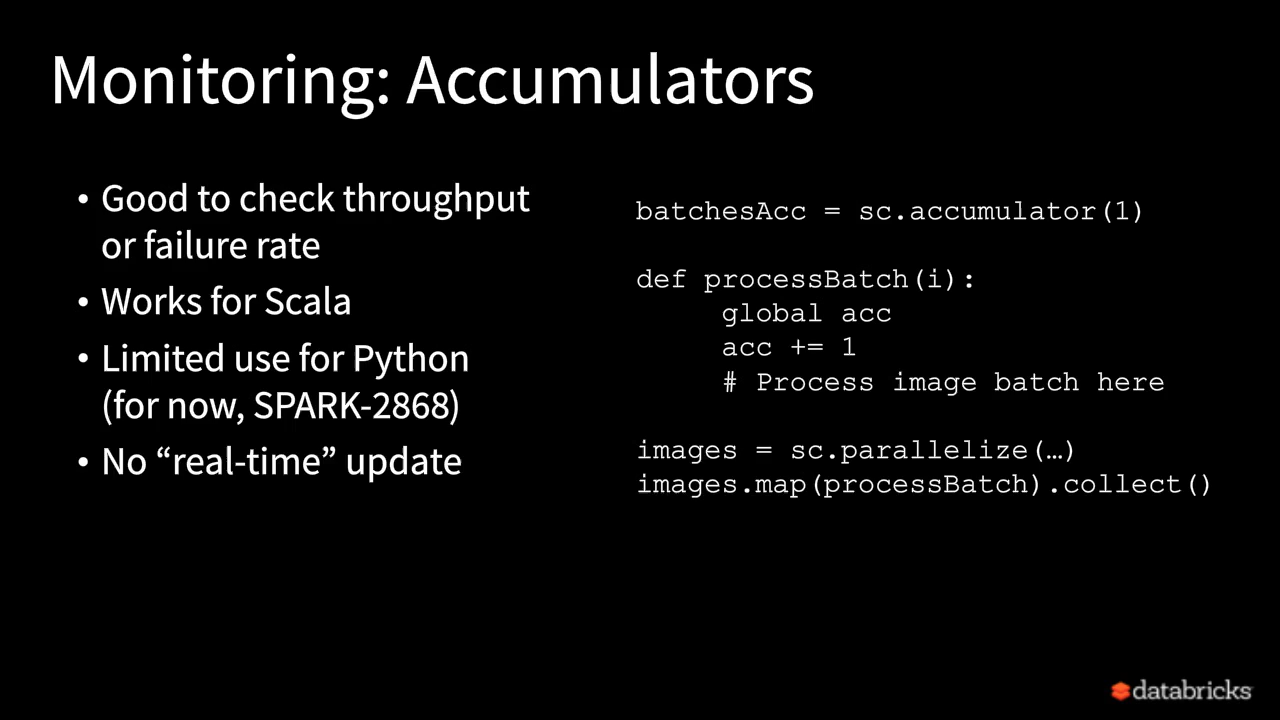 Monitoring: Accumulators
• Good to check throughput
or failure rate
• Works for Scala
• Limited use for Python
(for now, SPARK-2868)
• No “real-time” update
batchesAcc = sc.accumulator(1)
def processBatch(i):
global acc
acc += 1
# Process image batch here
images = sc.parallelize(…)
images.map(processBatch).collect()
databricks